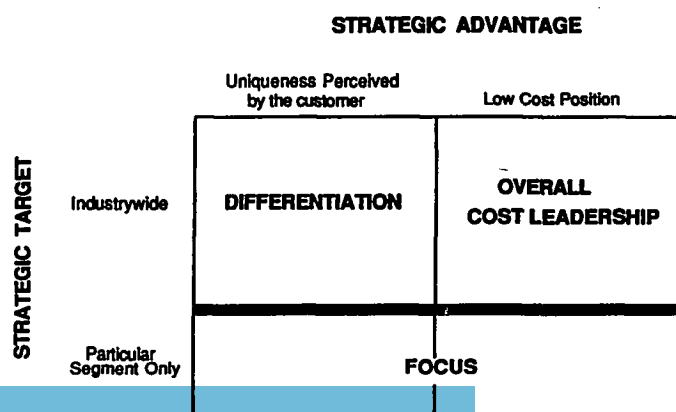 STRATEGIC ADVANTAGE
Uniqueness Perceived
by the customer
Low Cost Position
STRATEGIC TARGET
Industrywide
DIFFERENTIATION
OVERALL
COST LEADERSHIP
Particular
Segment Only
FOCUS